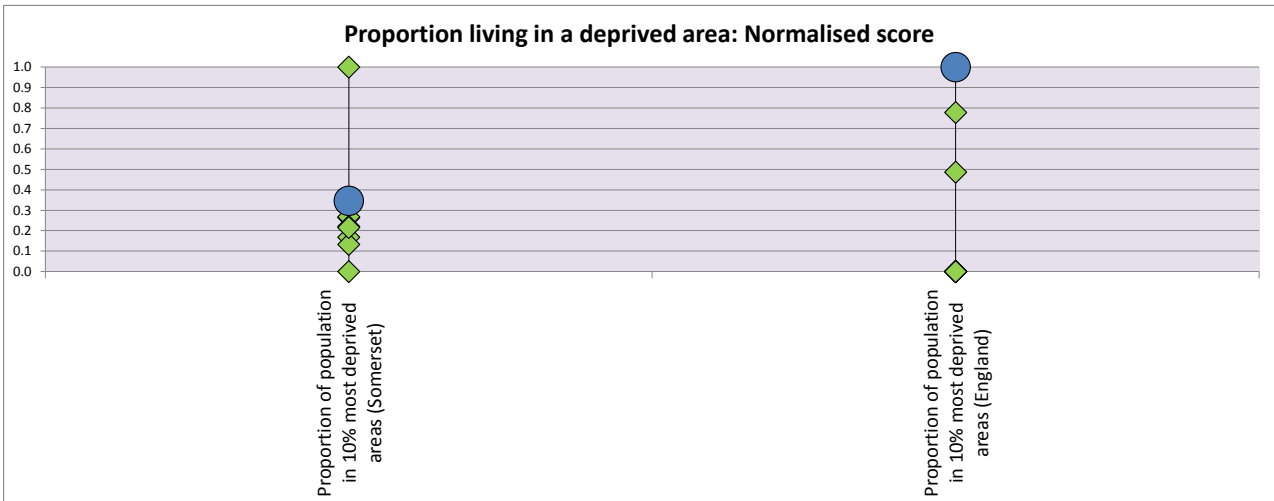 Proportion living in a deprived area: Normalised score
1.0
0.9
0.8
0.7
0.6
0.5
0.4
0.3
0.2
0.1
0.0
Proportion of population
in 10% most deprived
areas (Somerset)
Proportion of population
in 10% most deprived
areas (England)